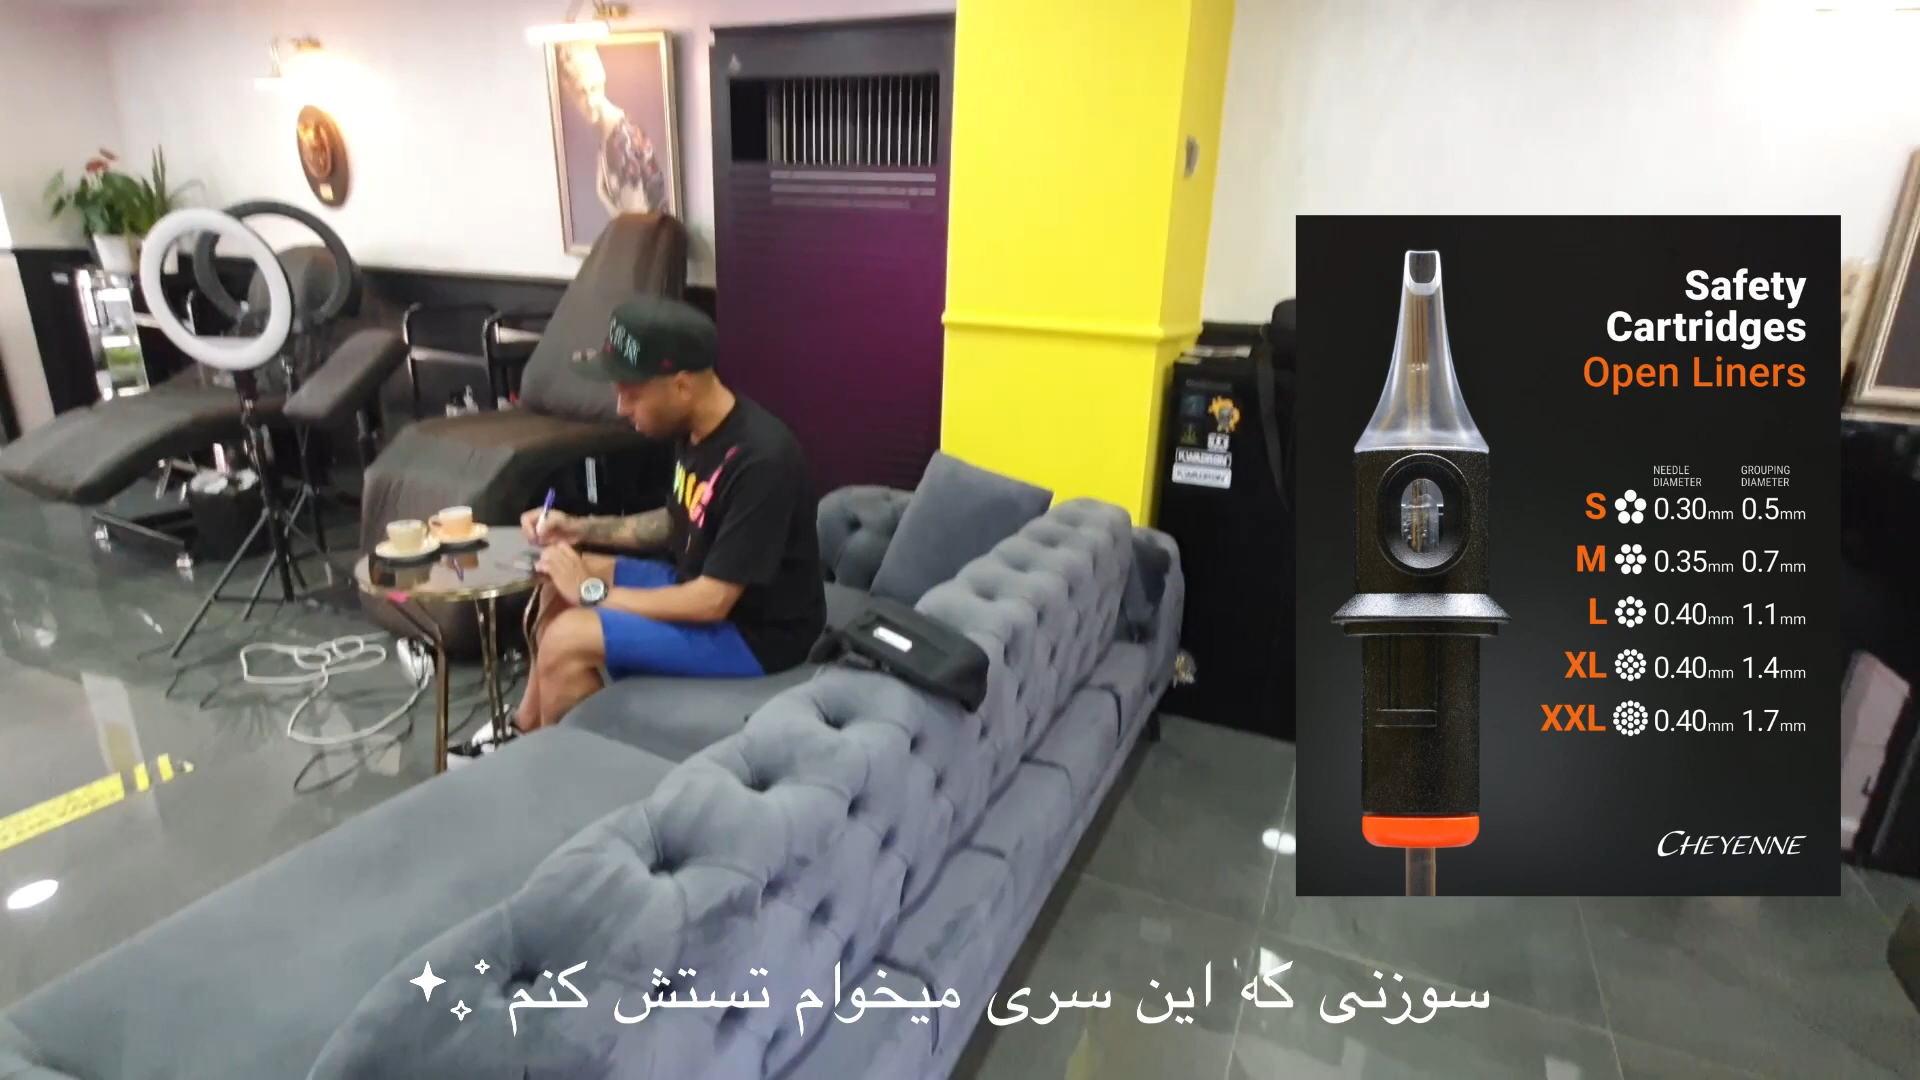 Safety
Cartridges
Open Liners
NEEDLE DIAMETER GROUPING DIAMETER
S 0.30mm 0.5mm
M 0.35mm 0.7mm
L 0.40mm 1.1mm
XL 0.40mm 1.4mm
XXL 0.40mm 1.7mm
CHEYENNE
KWADRON
KWADRON
سوزنی که این سری میخوام تستش کنم